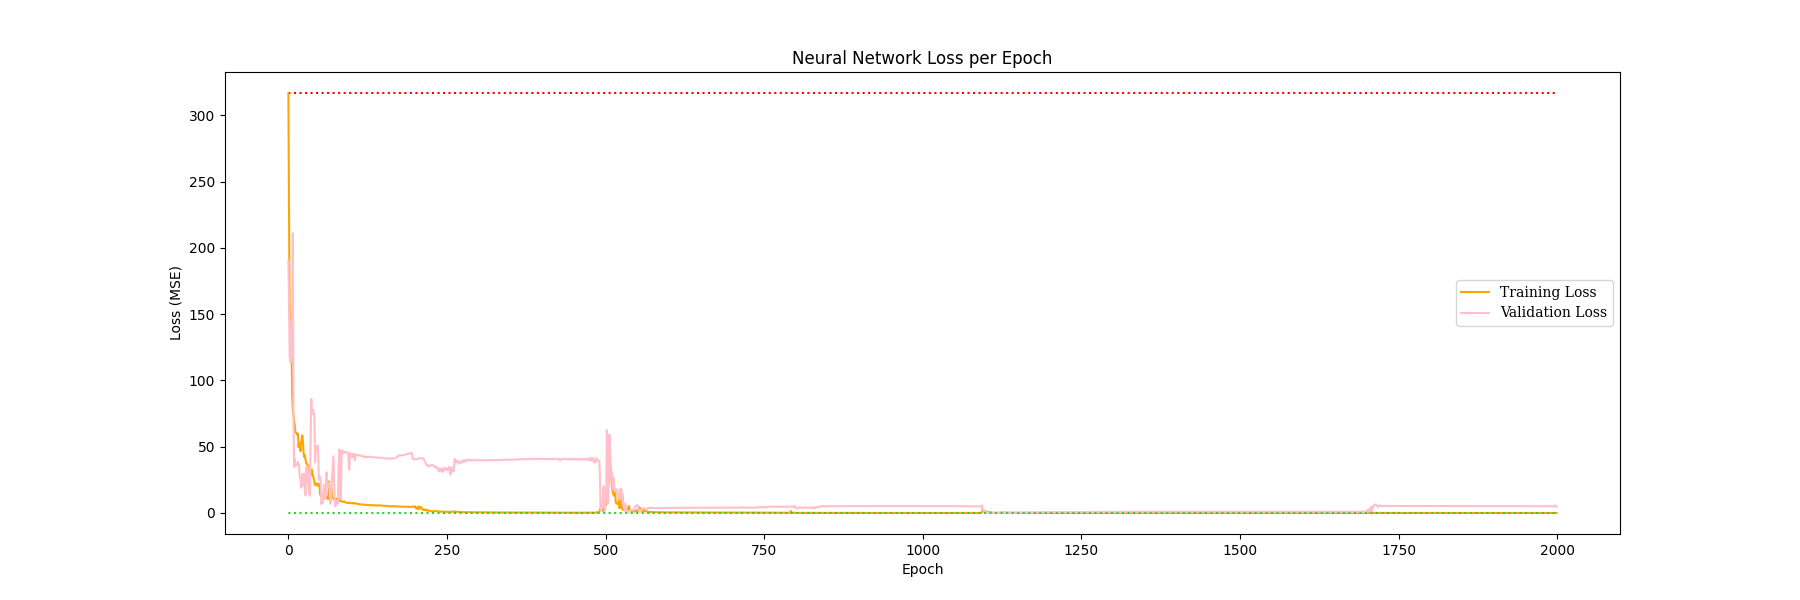 Neural Network Loss per Epoch
Loss (MSE)
300
250
200
150
100
50
0
Training Loss
Validation Loss
0 250 500 750 1000 1250 1500 1750 2000
Epoch